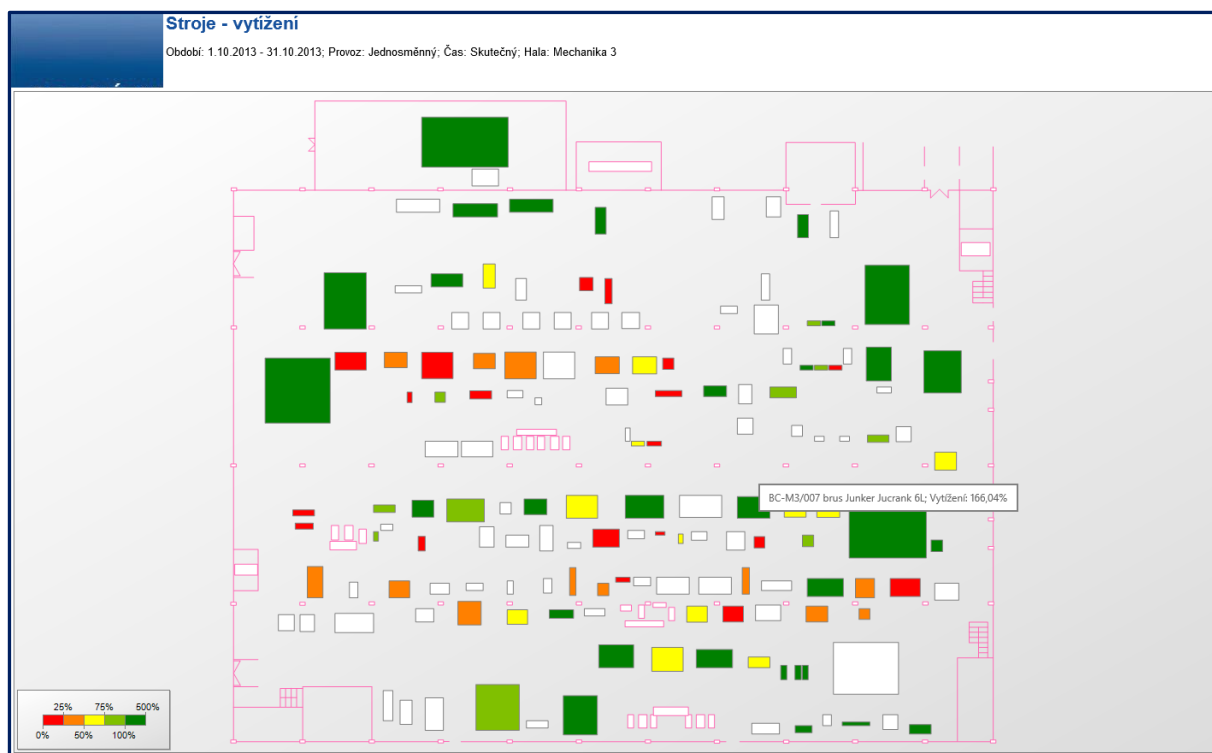 Stroje - vytížení
Období: 1.10.2013 - 31.10.2013; Provoz: Jednosměnný; Čas: Skutečný; Hala: Mechanika 3
BC-M3/007 brus Junker Jucrank 6L; Vytížení: 166,04%
25% 75% 500%
0% 50% 100%